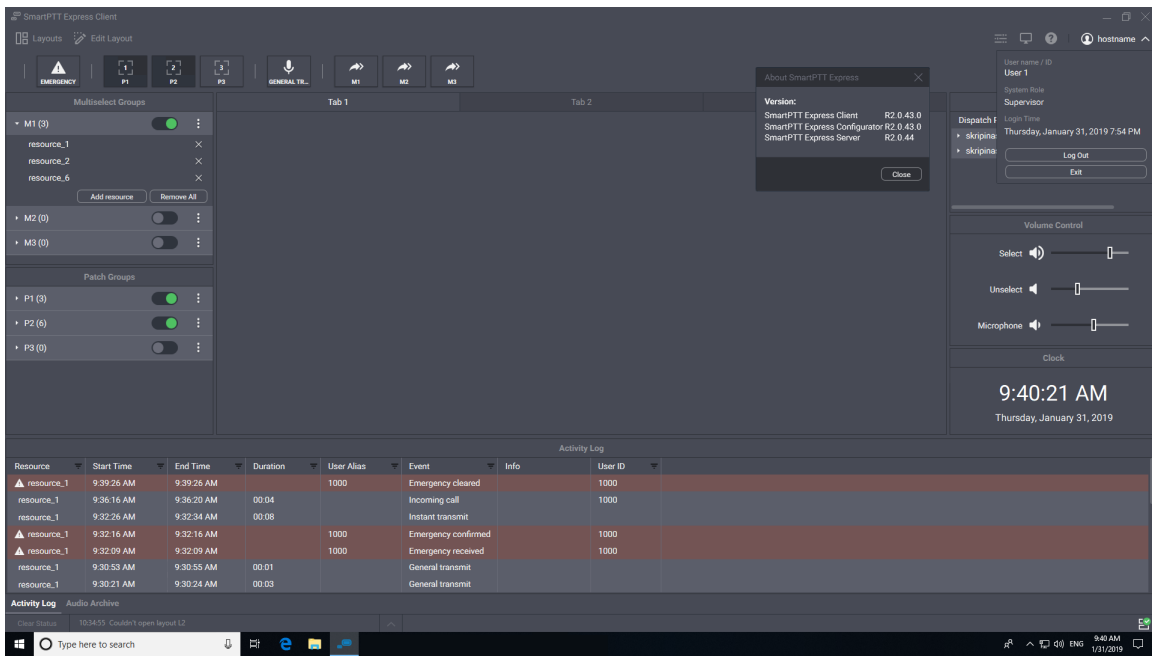 SmartPTT Express Client
Layouts Edit Layout
hostname
EMERGENCY
1 P1
2 P2
3 P3
GENERAL TR...
M1
M2
M3
User name / ID
User 1
System Role
Supervisor
Login Time
Thursday, January 31, 2019 7:54 PM
Log Out
Exit
About SmartPTT Express
Version:
SmartPTT Express Client R2.0.43.0
SmartPTT Express Configurator R2.0.43.0
SmartPTT Express Server R2.0.44
Close
Multiselect Groups
M1 (3)
resource_1
resource_2
resource_6
Add resource Remove All
M2 (0)
M3 (0)
Patch Groups
P1 (3)
P2 (6)
P3 (0)
Tab 1 Tab 2
Dispatch
skripina
skripina
Volume Control
Select
Unselect
Microphone
Clock
9:40:21 AM
Thursday, January 31, 2019
Activity Log
Resource Start Time End Time Duration User Alias Event Info User ID
resource_1 9:39:26 AM 9:39:26 AM 1000 Emergency cleared 1000
resource_1 9:36:16 AM 9:36:20 AM 00:04 Incoming call 1000
resource_1 9:32:26 AM 9:32:34 AM 00:08 Instant transmit
resource_1 9:32:16 AM 9:32:16 AM 1000 Emergency confirmed 1000
resource_1 9:32:09 AM 9:32:09 AM 1000 Emergency received 1000
resource_1 9:30:53 AM 9:30:55 AM 00:01 General transmit
resource_1 9:30:21 AM 9:30:24 AM 00:03 General transmit
Activity Log Audio Archive
Clear Status 10:34:55 Couldn't open layout L2
Type here to search
ENG
9:40 AM
1/31/2019